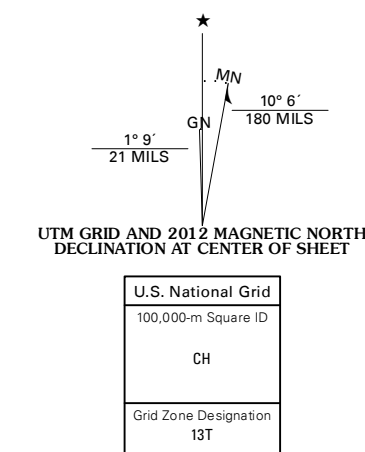 ★
MN
GN
10° 6´
180 MILS
1° 9´
21 MILS
UTM GRID AND 2012 MAGNETIC NORTH
DECLINATION AT CENTER OF SHEET
U.S. National Grid
100,000-m Square ID
CH
Grid Zone Designation
13T